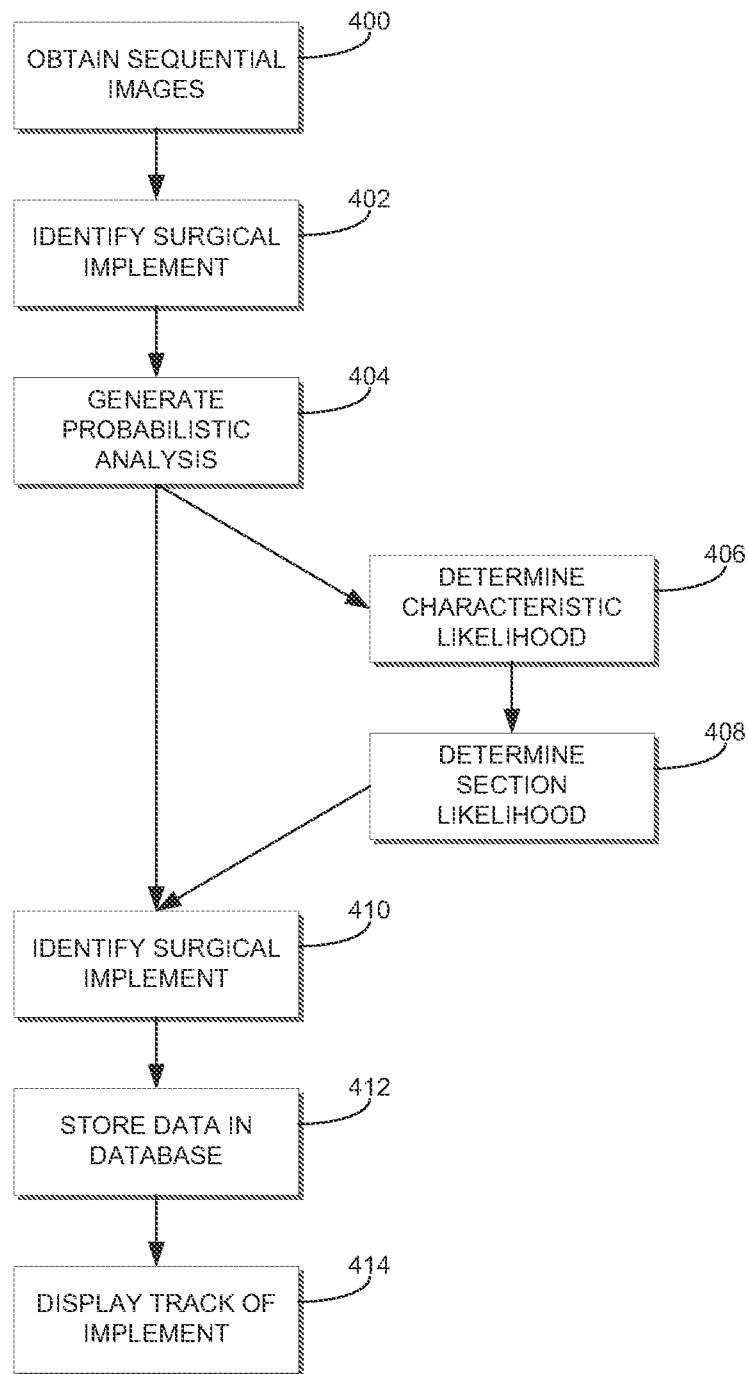 400
OBTAIN SEQUENTIAL
IMAGES
402
IDENTIFY SURGICAL
IMPLEMENT
404
GENERATE
PROBABILISTIC
ANALYSIS
406
DETERMINE
CHARACTERISTIC
LIKELIHOOD
408
DETERMINE
SECTION
LIKELIHOOD
410
IDENTIFY SURGICAL
IMPLEMENT
412
STORE DATA IN
DATABASE
414
DISPLAY TRACK OF
IMPLEMENT